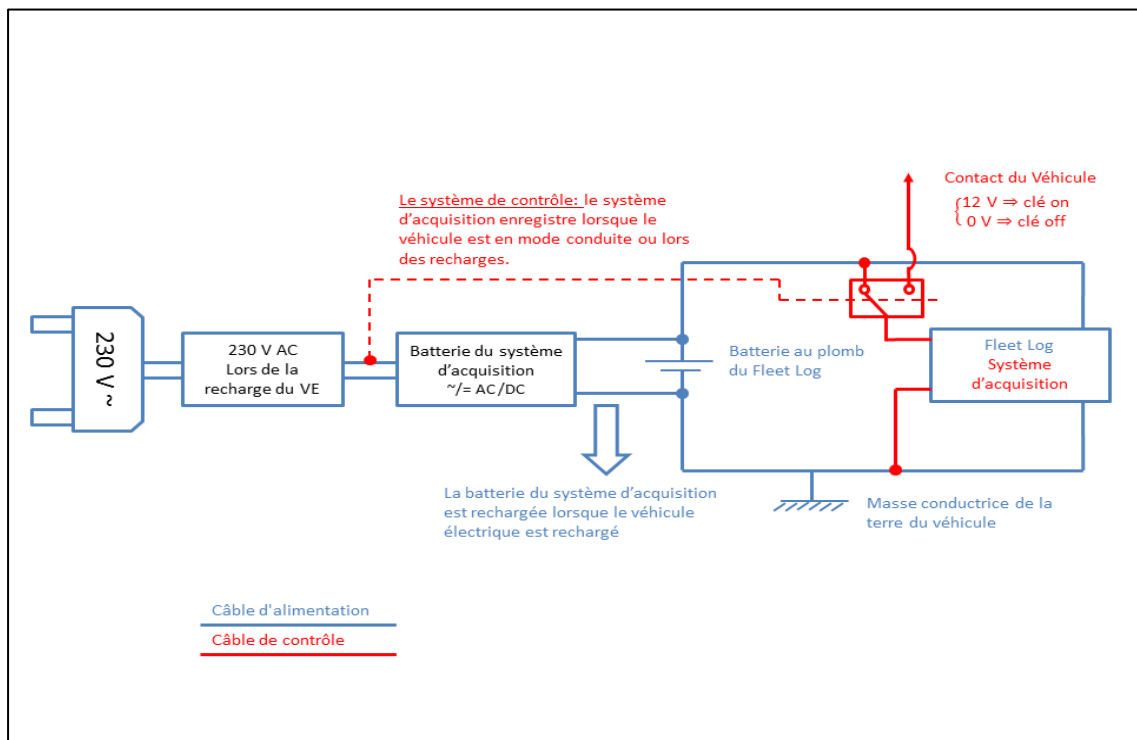 Contact du Véhicule
12 V ⇒ clé on
0 V ⇒ clé off
Le système de contrôle: le système
d’acquisition enregistre lorsque le
véhicule est en mode conduite ou lors
des recharges.
230 V ~
230 V AC
Lors de la
recharge du VE
Batterie du système
d’acquisition
~/= AC/DC
Batterie au plomb
du Fleet Log
Fleet Log
Système
d’acquisition
La batterie du système d’acquisition
est rechargée lorsque le véhicule
électrique est rechargé
Masse conductrice de la
terre du véhicule
Câble d'alimentation
Câble de contrôle